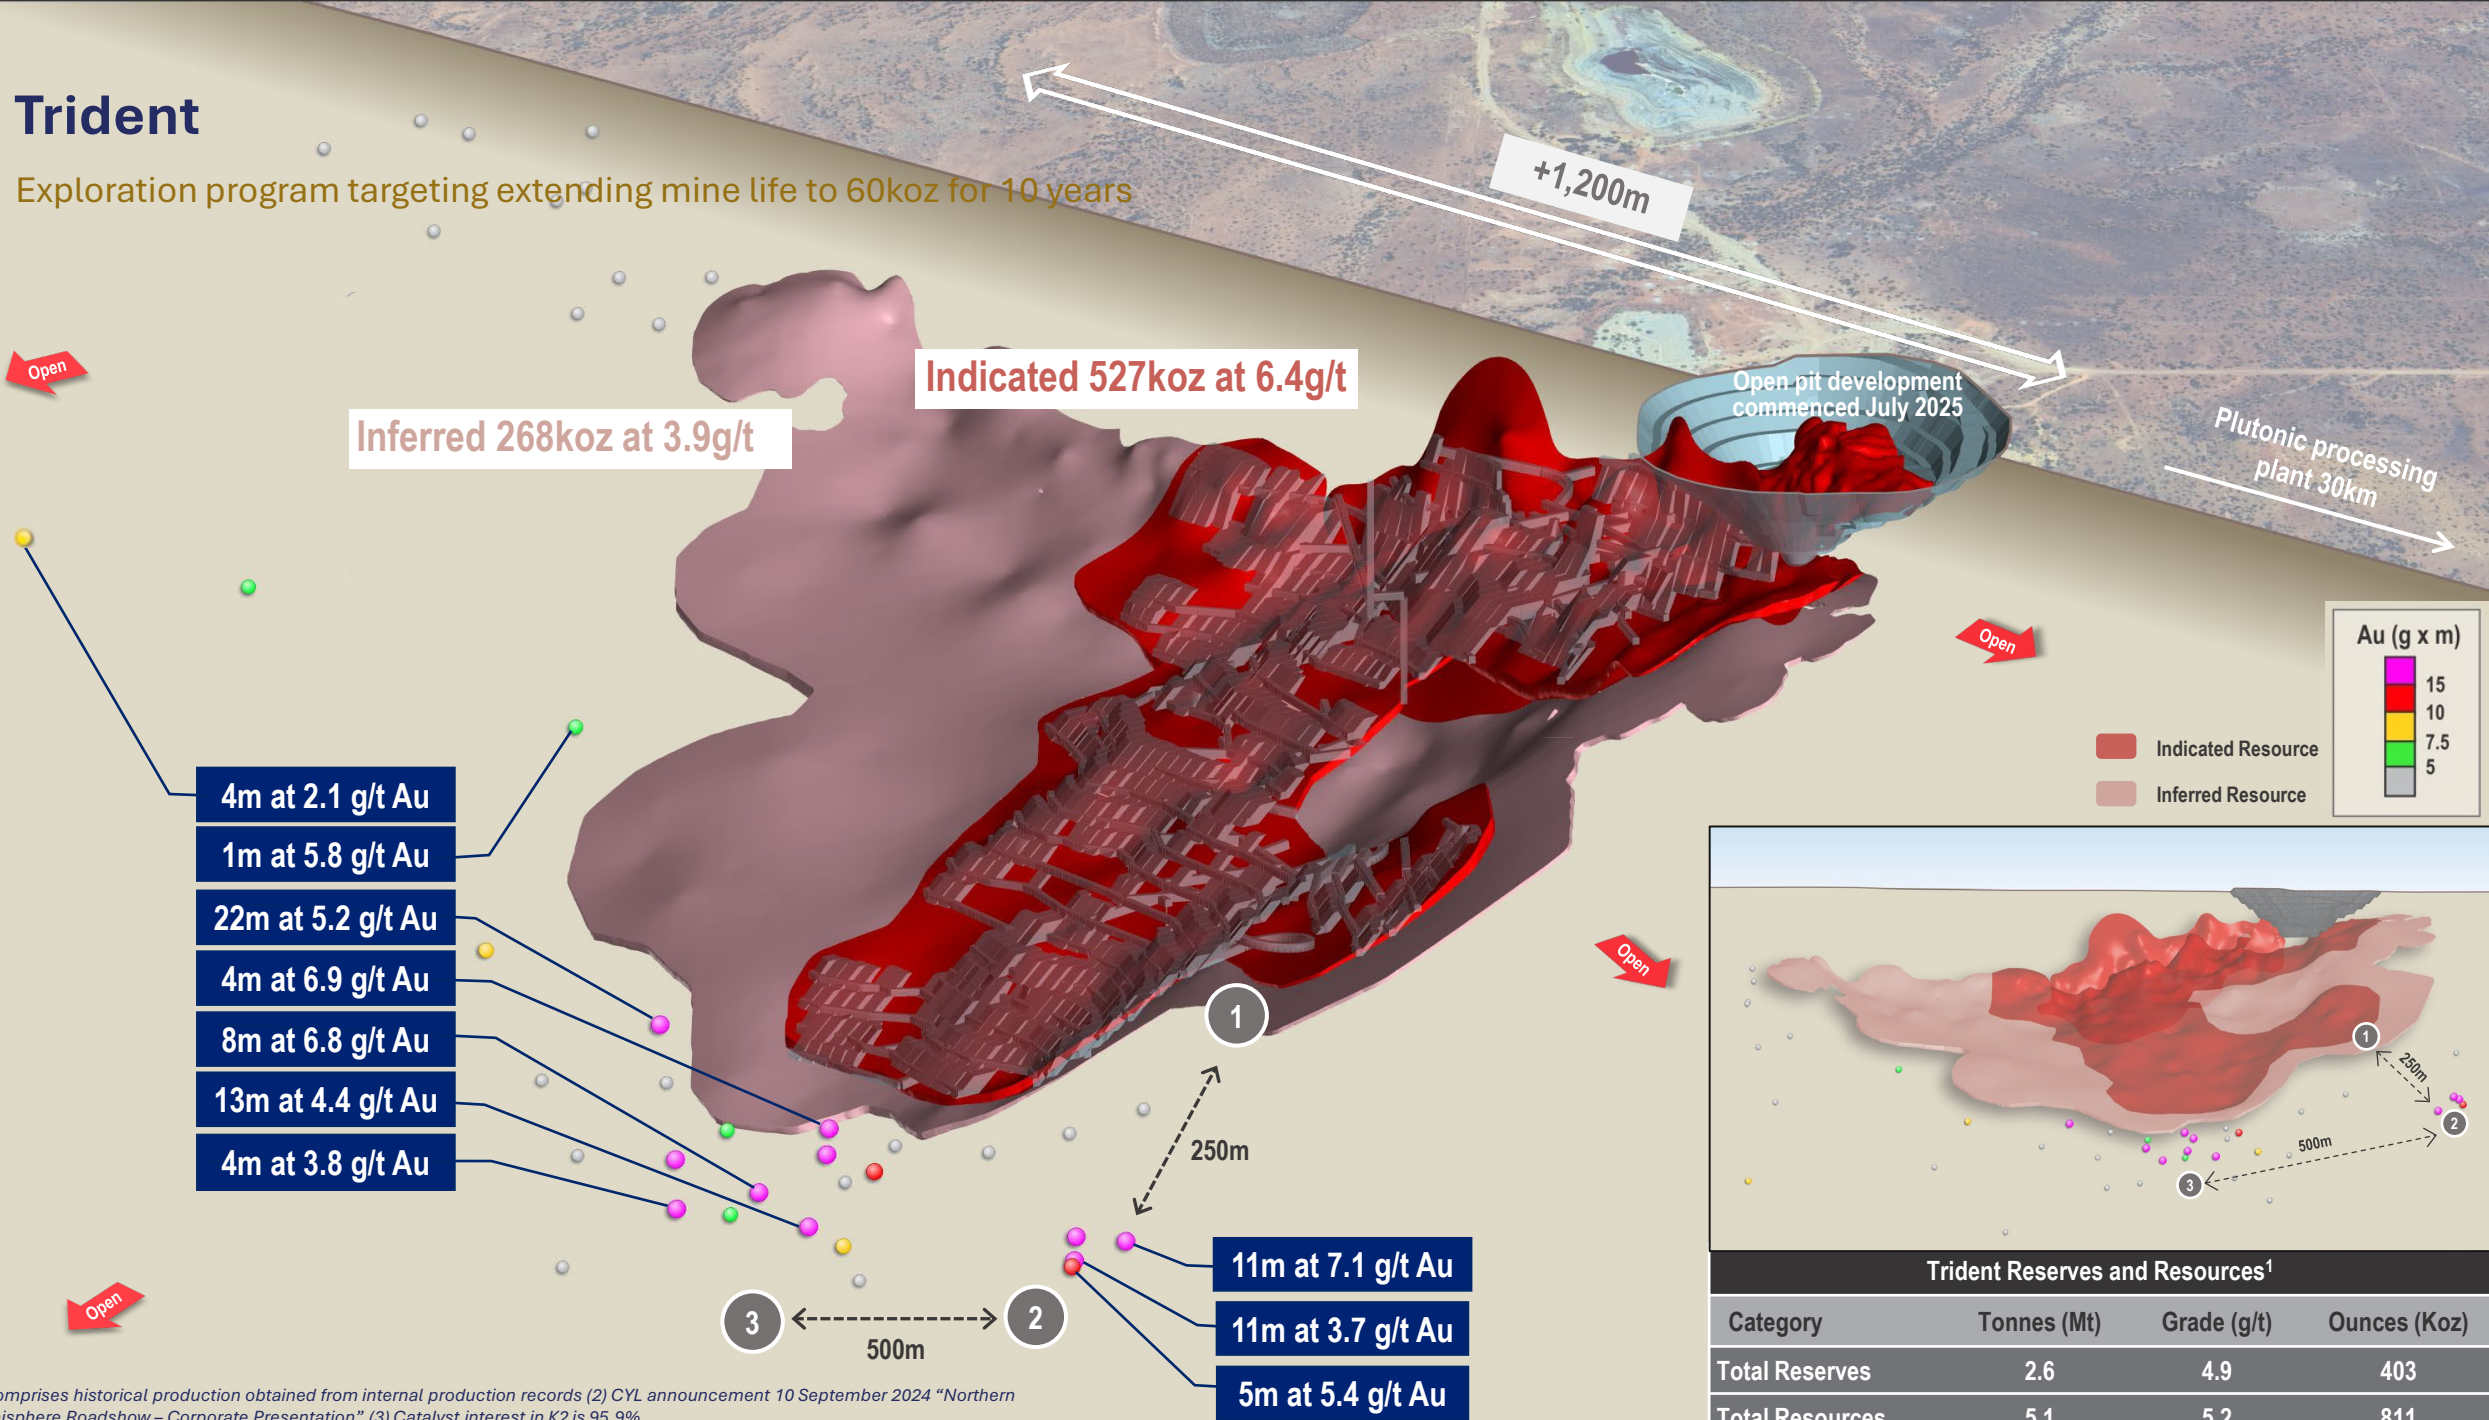 Trident
Exploration program targeting extending mine life to 60koz for 10 years
+1,200m
Open
Indicated 527koz at 6.4g/t
Inferred 268koz at 3.9g/t
Open pit development
commenced July 2025
Plutonic processing
plant 30km
Open
Au (g x m)
15
10
7.5
5
Indicated Resource
Inferred Resource
4m at 2.1 g/t Au
1m at 5.8 g/t Au
22m at 5.2 g/t Au
4m at 6.9 g/t Au
8m at 6.8 g/t Au
13m at 4.4 g/t Au
4m at 3.8 g/t Au
Open
1
250m
Open
3
2
500m
11m at 7.1 g/t Au
11m at 3.7 g/t Au
5m at 5.4 g/t Au
1
250m
2
500m
3
Trident Reserves and Resources1
Category Tonnes (Mt) Grade (g/t) Ounces (Koz)
Total Reserves 2.6 4.9 403
Total Resources 5.1 5.2 811
omprises historical production obtained from internal production records (2) CYL announcement 10 September 2024 “Northern
isphere Roadshow – Corporate Presentation” (3) Catalyst interest in K2 is 95.9%